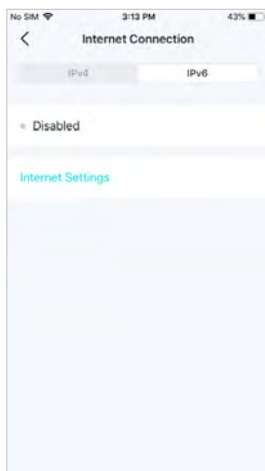 No SIM 3:13 PM 43%
Internet Connection
IPv4 IPv6
Disabled
Internet Settings